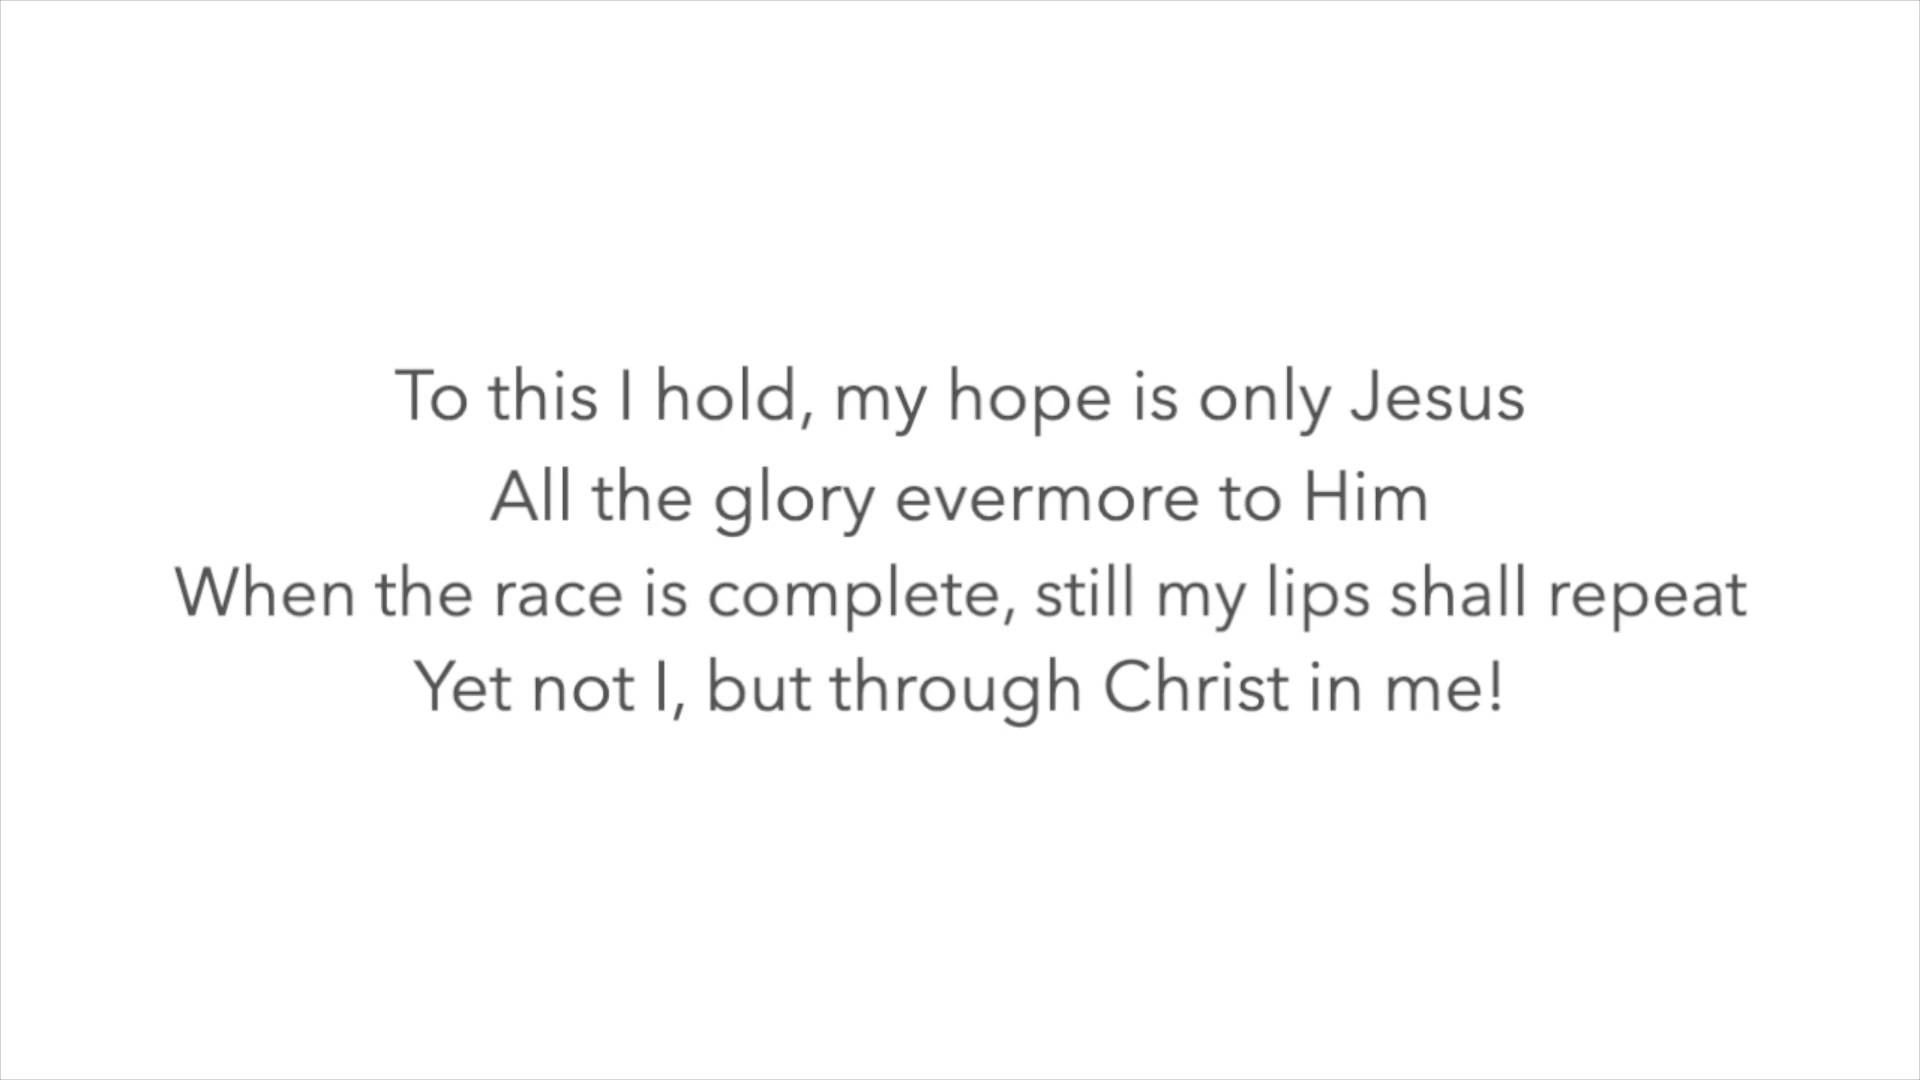 To this I hold, my hope is only Jesus
All the glory evermore to Him
When the race is complete, still my lips shall repeat
Yet not I, but through Christ in me!